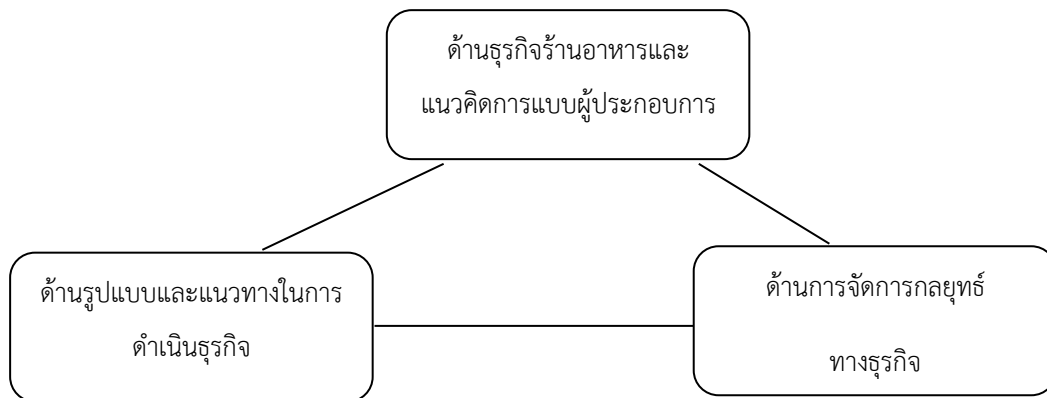 ด้านธุรกิจร้านอาหารและ
แนวคิดการแบบผู้ประกอบการ
ด้านรูปแบบและแนวทางในการ
ดำเนินธุรกิจ
ด้านการจัดการกลยุทธ์
ทางธุรกิจ